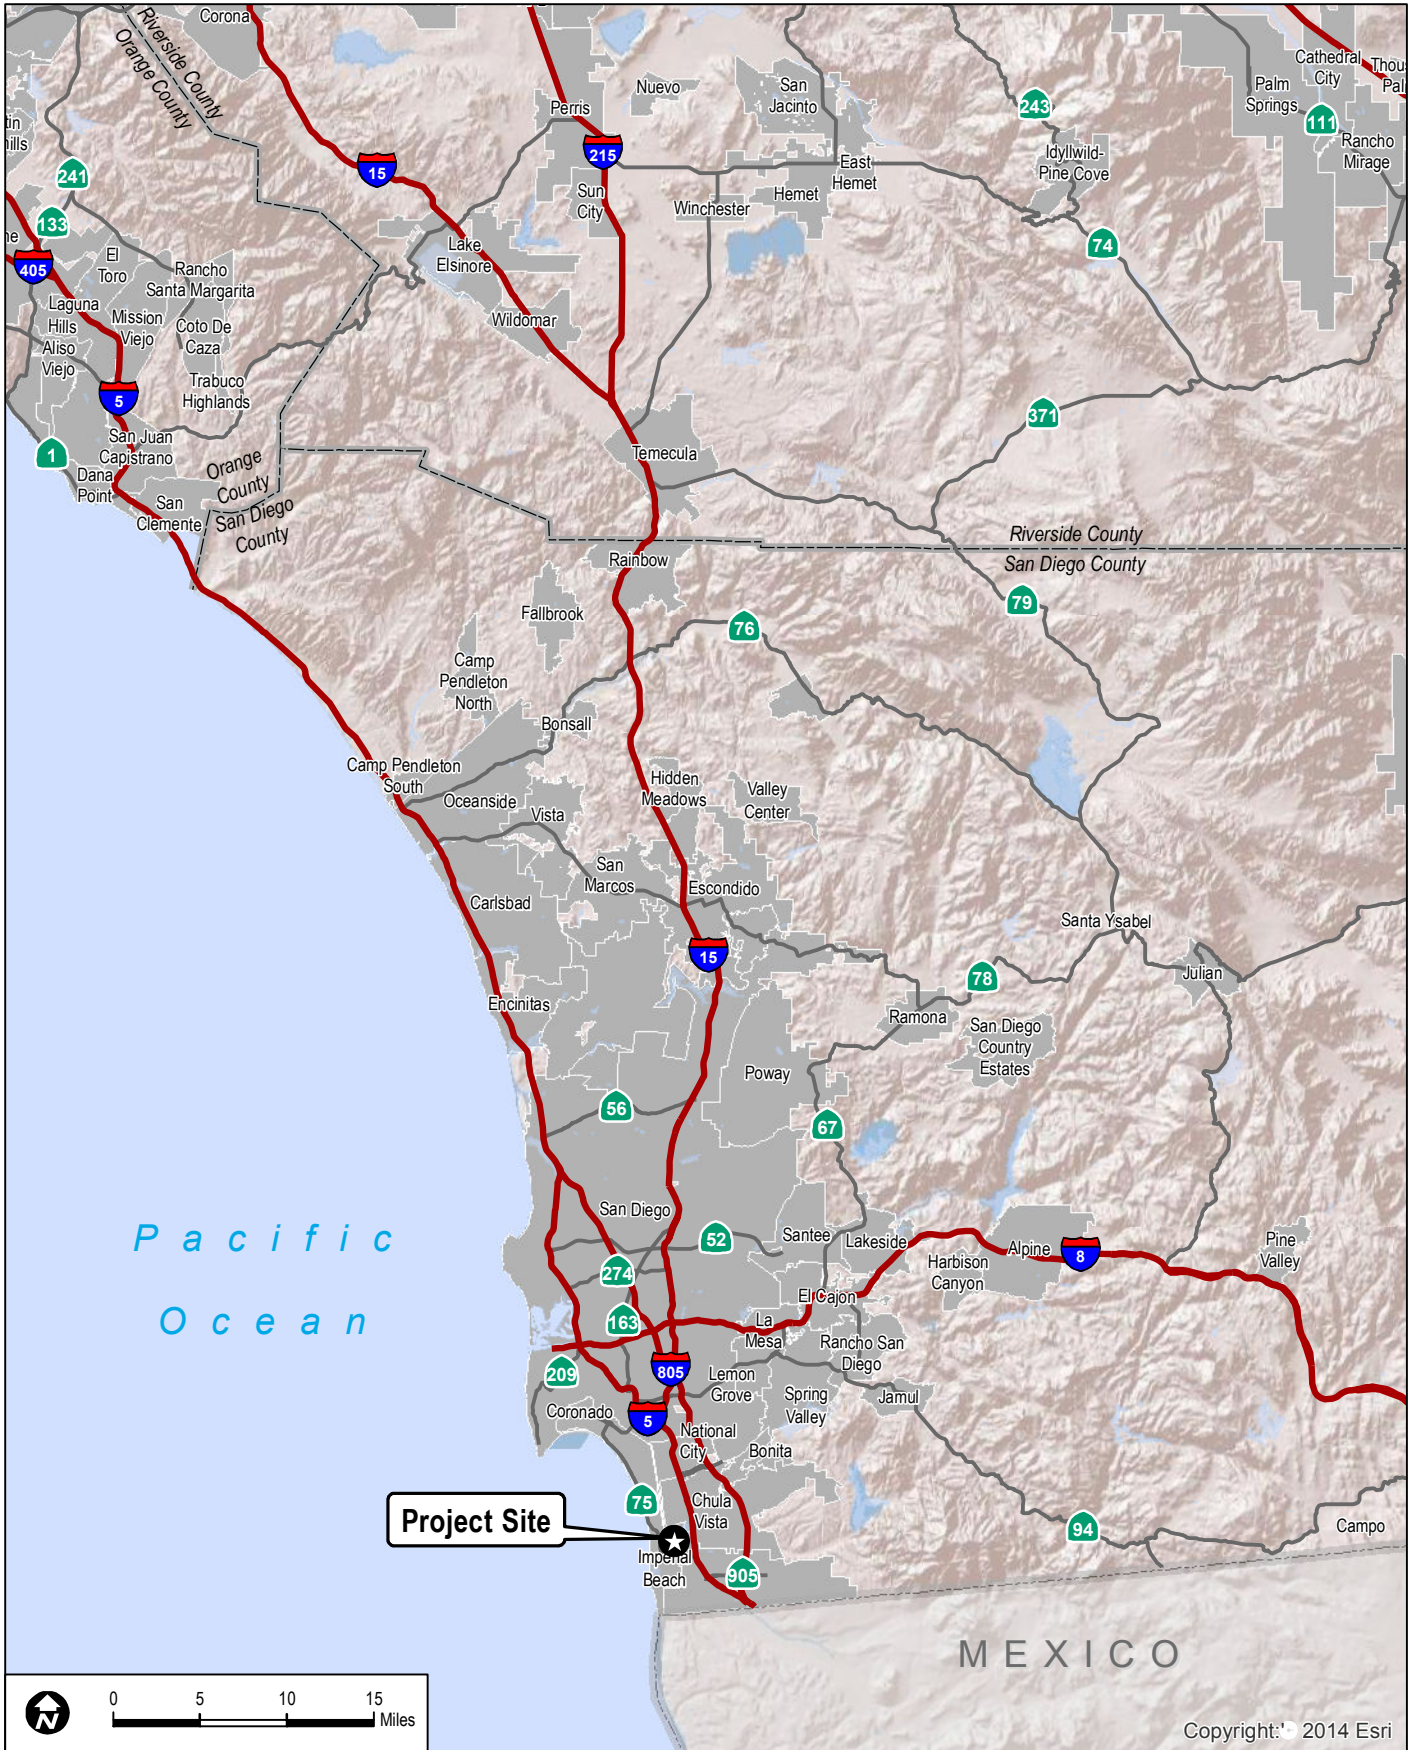 Corona
Riverside County
Orange County
Cathedral
City
Thou
Pal
Palm
Springs
111
Rancho
Mirage
Nuevo
San
Jacinto
Perris
243
Idyllwild-
Pine Cove
tin
ills
241
15
215
East
Hemet
Sun
City
Winchester
Hemet
133
ne
405
El
Toro
Rancho
Santa Margarita
Lake
Elsinore
74
Laguna
Hills
Mission
Viejo
Coto De
Caza
Wildomar
Aliso
Viejo
Trabuco
Highlands
5
371
1
San Juan
Capistrano
Temecula
Dana
Point
Orange
County
San
Clemente
San Diego
County
Riverside County
San Diego County
Rainbow
79
Fallbrook
76
Camp
Pendleton
North
Bonsall
Camp Pendleton
South
Hidden
Meadows
Valley
Center
Oceanside
Vista
San
Marcos
Escondido
Carlsbad
Santa Ysabel
15
78
Julian
Encinitas
Ramona
San Diego
Country
Estates
Poway
56
67
San Diego
52
Santee
Lakeside
Pacific
Ocean
Harbison
Canyon
Alpine
8
Pine
Valley
274
El Cajon
163
La
Mesa
Rancho San
Diego
209
805
Lemon
Grove
Spring
Valley
Jamul
Coronado
5
National
City
Bonita
75
Chula
Vista
Project Site
94
Campo
Imperial
Beach
905
MEXICO
N
0 5 10 15
Miles
Copyright: © 2014 Esri